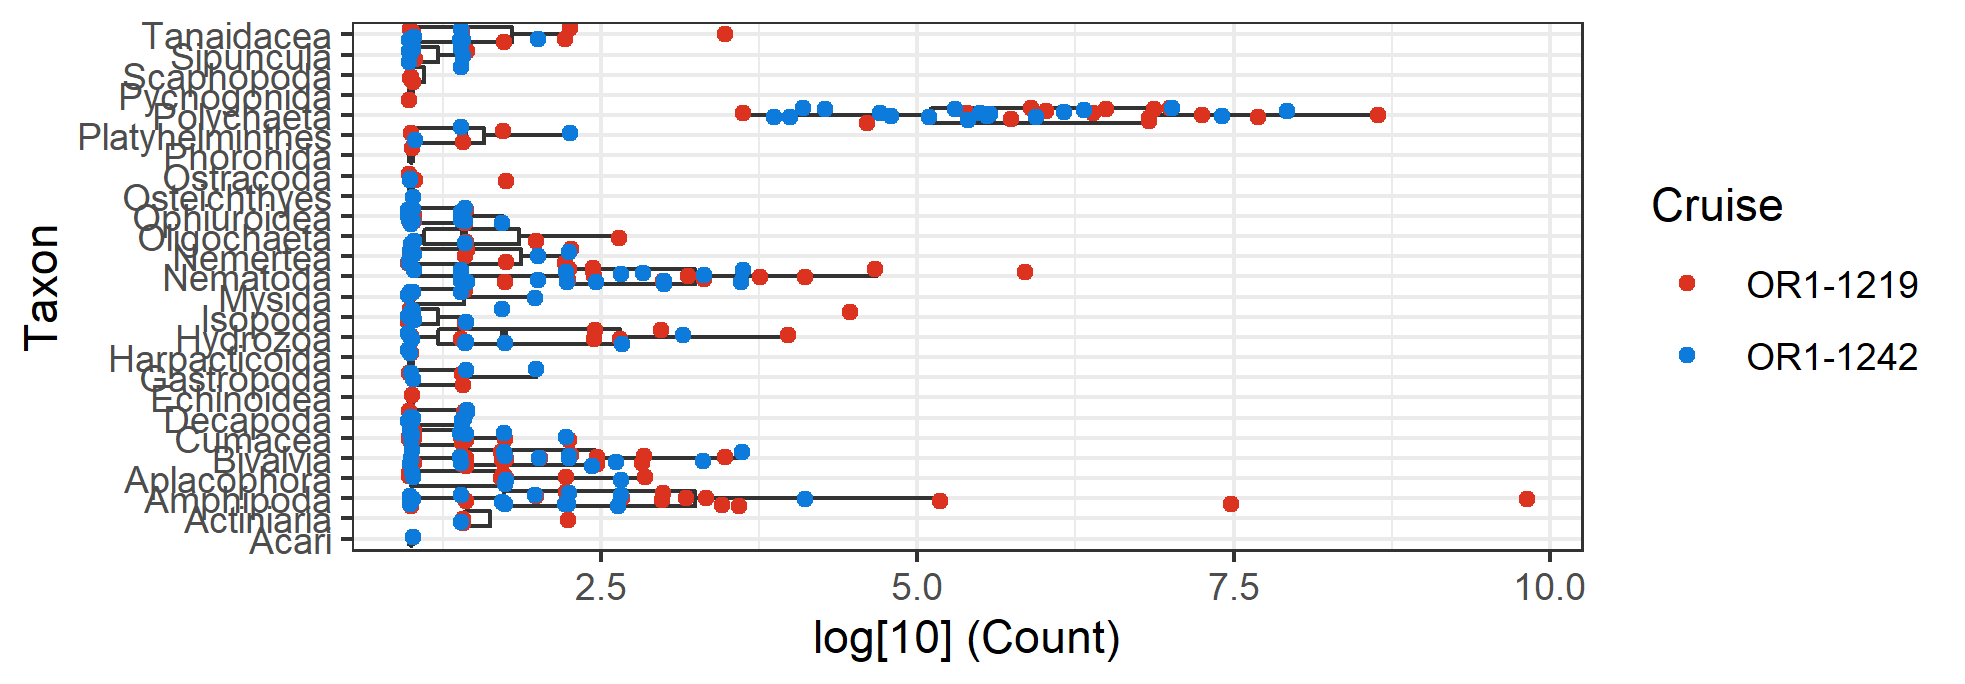 Tanaidacea
Sipuncula
Scaphopoda
Pychogonida
Polychaeta
Platyhelminthes
Phoronida
Ostracoda
Osteichthyes
Ophiuroidea
Oligochaeta
Nemertea
Nematoda
Mysida
Isopoda
Hydrozoa
Harpacticoida
Gastropoda
Echinoidea
Decapoda
Cumacea
Bivalvia
Aplacophora
Amphipoda
Actiniaria
Acari
Taxon
2.5 5.0 7.5 10.0
log[10] (Count)
Cruise
OR1-1219
OR1-1242